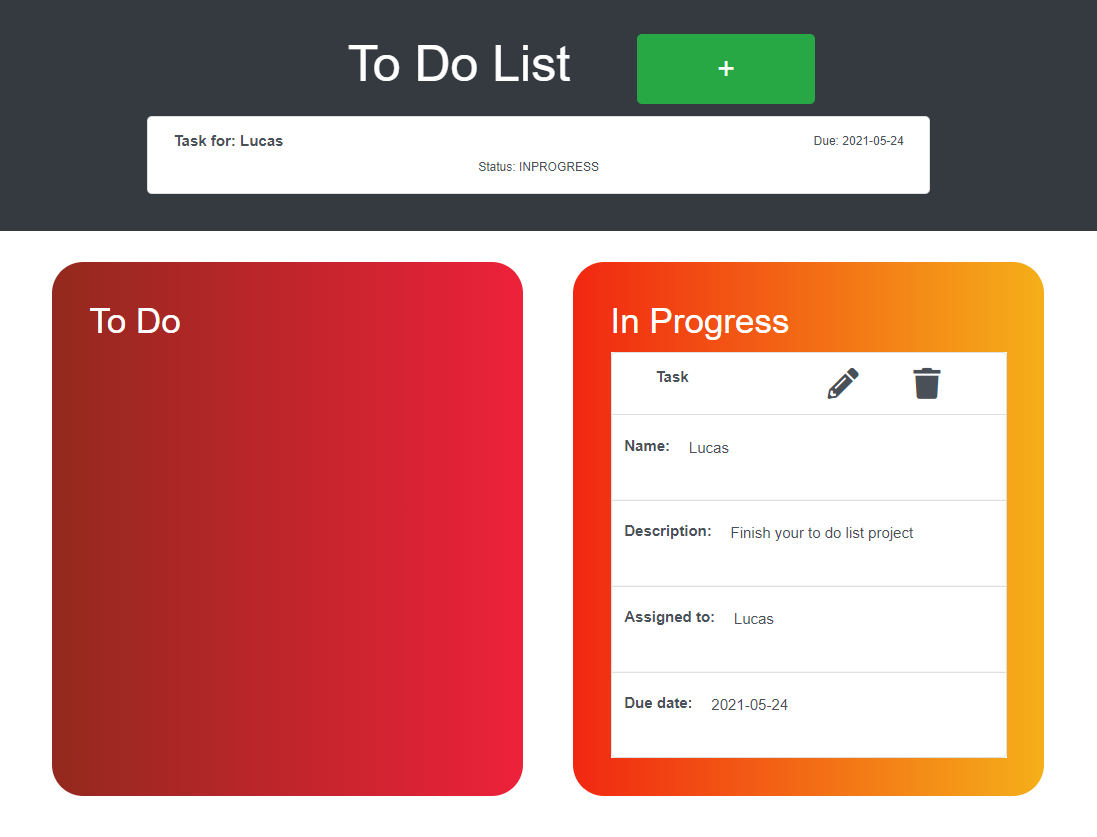 To Do List
+
Task for: Lucas
Due: 2021-05-24
Status: INPROGRESS
To Do
In Progress
Task
Name: Lucas
Description: Finish your to do list project
Assigned to: Lucas
Due date: 2021-05-24